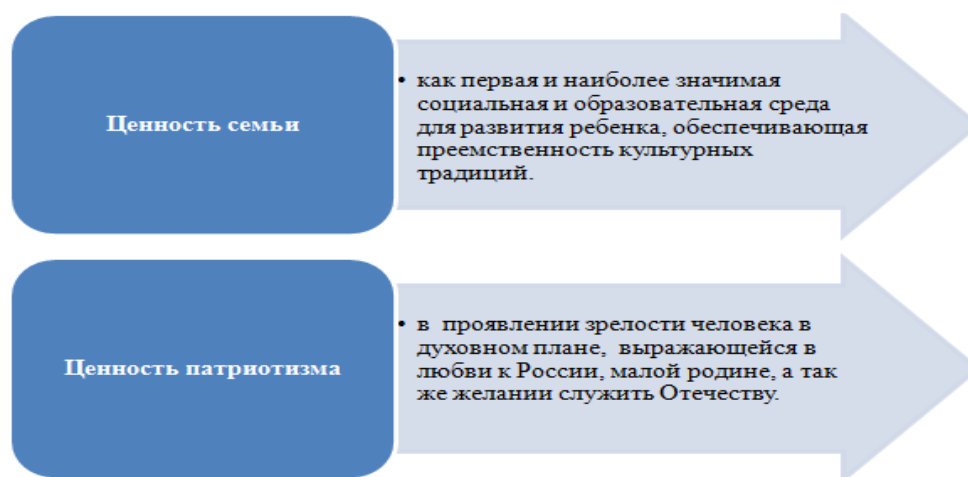 Ценность семьи
• как первая и наиболее значимая
социальная и образовательная среда
для развития ребенка, обеспечивающая
преемственность культурных
традиций.
Ценность патриотизма
• в проявлении зрелости человека в
духовном плане, выражающейся в
любви к России, малой родине, а так
же желании служить Отечеству.